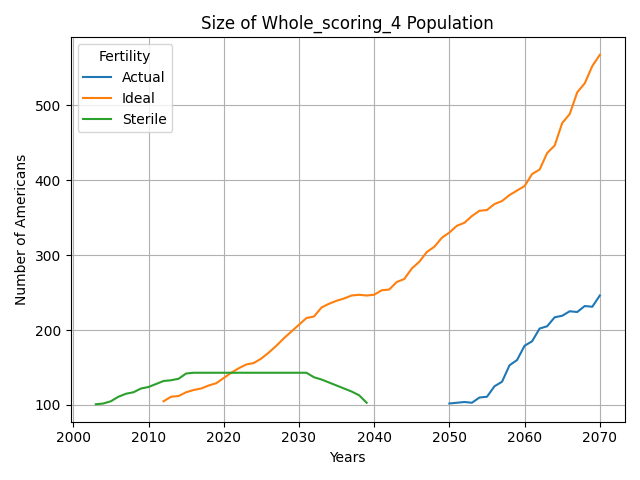 Size of Whole_scoring_4 Population
Fertility
Actual
Ideal
Sterile
Number of Americans
500
400
300
200
100
2000 2010 2020 2030 2040 2050 2060 2070
Years